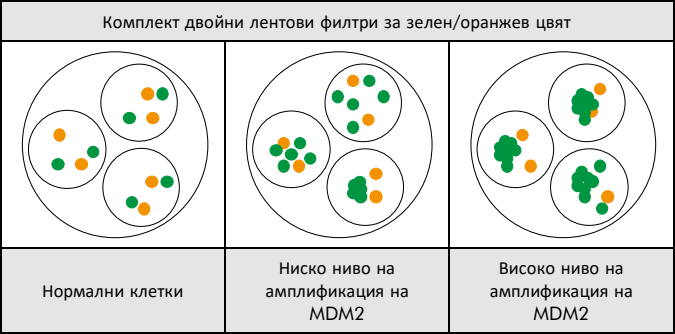 Комплект двойни лентови филтри за зелен/оранжев цвят
Нормални клетки
Ниско ниво на
амплификация на
MDM2
Високо ниво на
амплификация на
MDM2